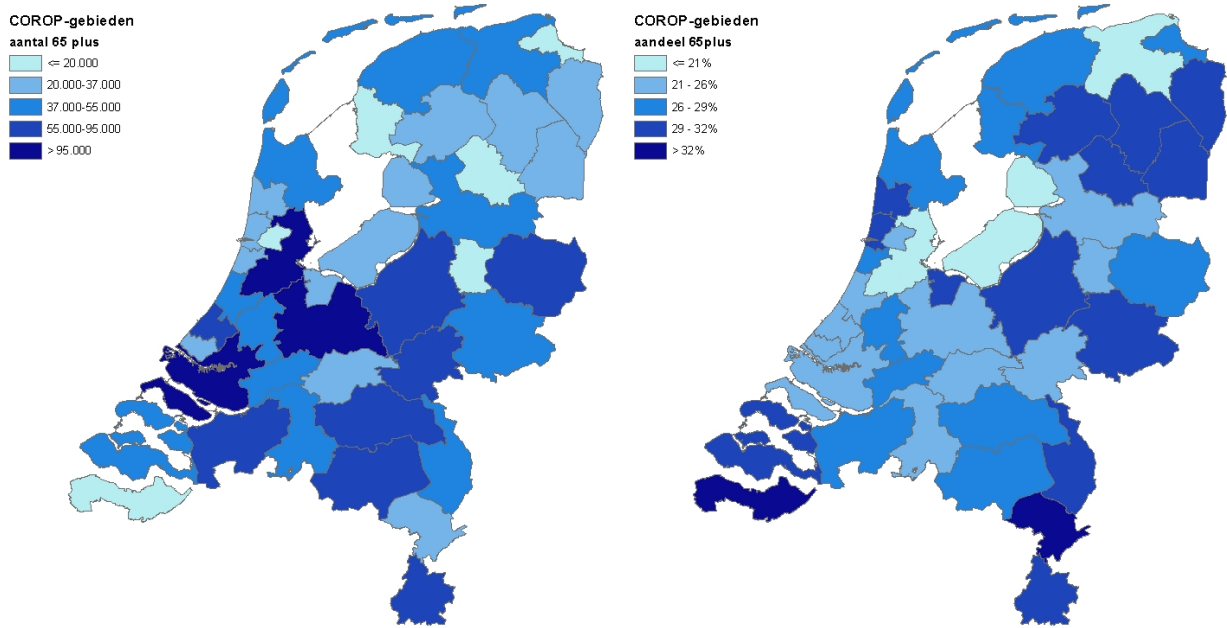 COROP-gebieden
aantal 65 plus
<= 20.000
20.000-37.000
37.000-55.000
55.000-95.000
> 95.000
COROP-gebieden
aandeel 65plus
<= 21%
21 - 26%
26 - 29%
29 - 32%
> 32%